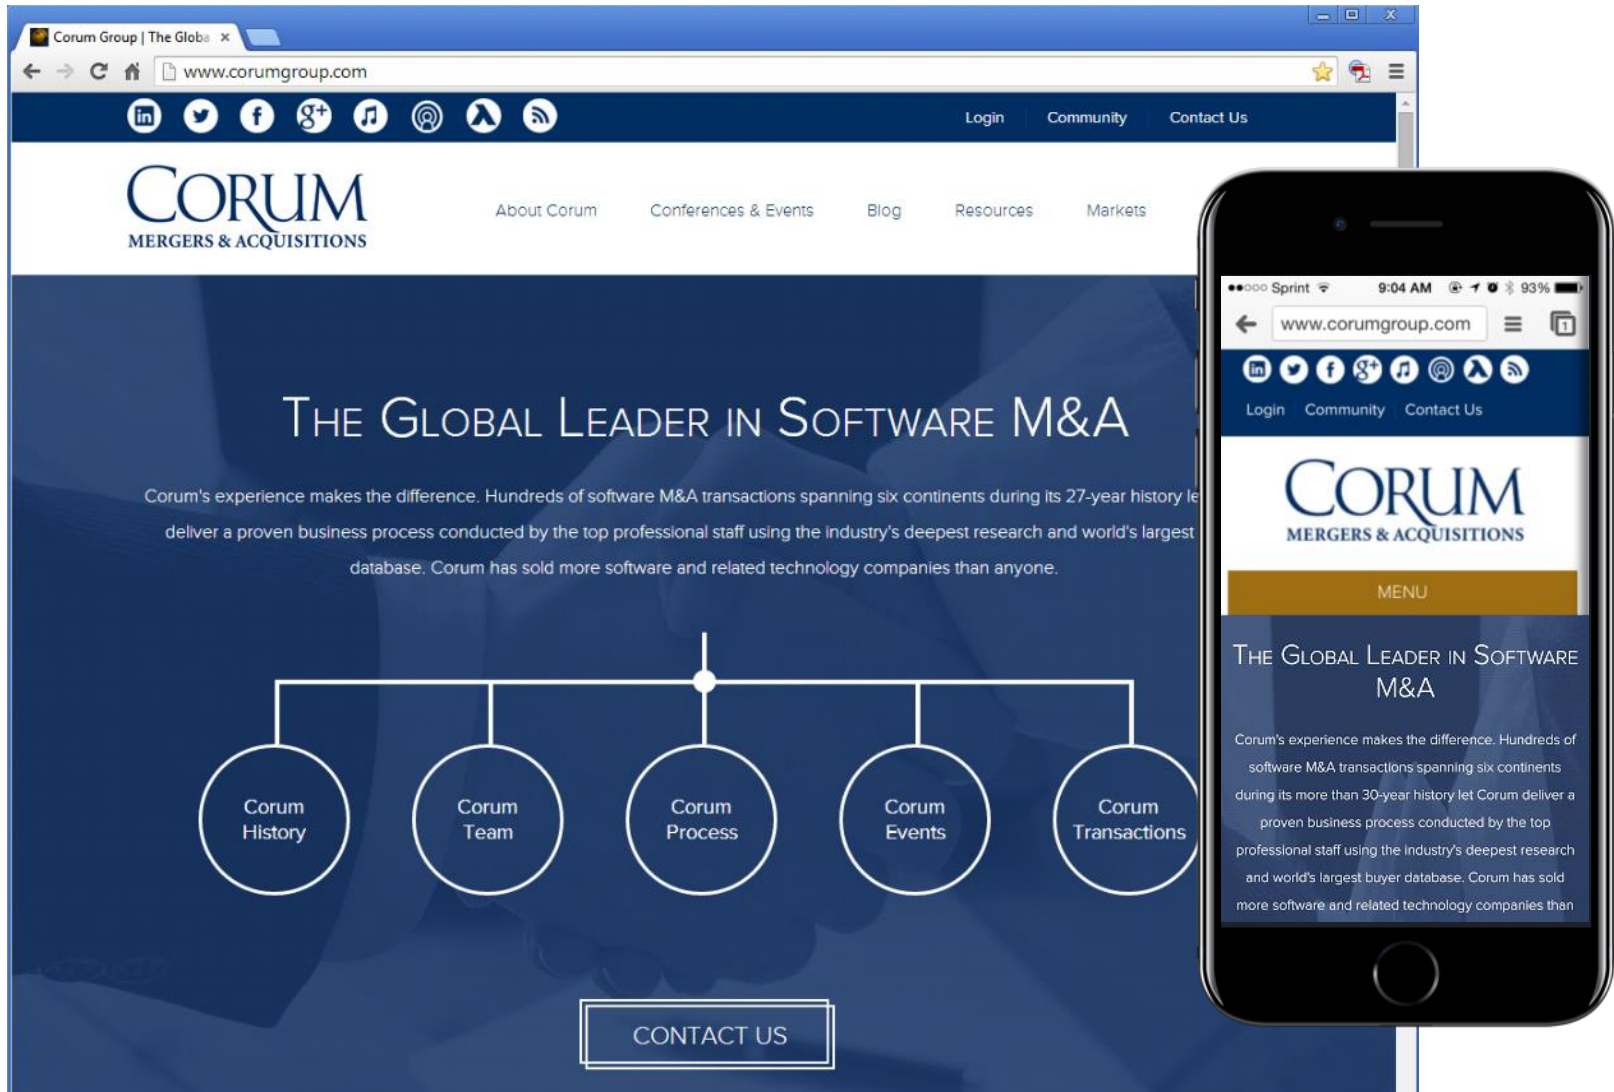 Corum Group | The Globa
www.corumgroup.com
in f g+
Login Community Contact Us
CORUM
MERGERS & ACQUISITIONS
About Corum Conferences & Events Blog Resources Markets
THE GLOBAL LEADER IN SOFTWARE M&A
Corum's experience makes the difference. Hundreds of software M&A transactions spanning six continents during its 27-year history le
deliver a proven business process conducted by the top professional staff using the industry's deepest research and world's largest
database. Corum has sold more software and related technology companies than anyone.
Corum
History
Corum
Team
Corum
Process
Corum
Events
Corum
Transactions
CONTACT US
Sprint 9:04 AM 93%
www.corumgroup.com 1
in f g+
Login Community Contact Us
CORUM
MERGERS & ACQUISITIONS
MENU
THE GLOBAL LEADER IN SOFTWARE
M&A
Corum's experience makes the difference. Hundreds of
software M&A transactions spanning six continents
during its more than 30-year history let Corum deliver a
proven business process conducted by the top
professional staff using the industry's deepest research
and world's largest buyer database. Corum has sold
more software and related technology companies than